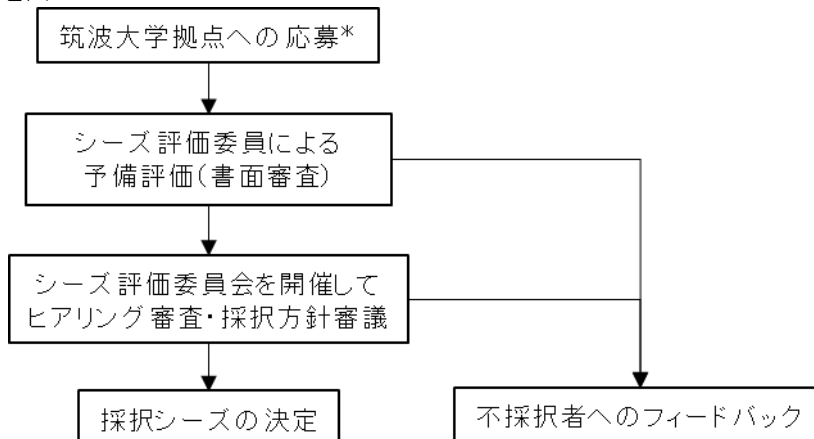 筑波大学拠点への応募*
シーズ評価委員による
予備評価(書面審査)
シーズ評価委員会を開催して
ヒアリング審査・採択方針審議
採択シーズの決定
不採択者へのフィードバック